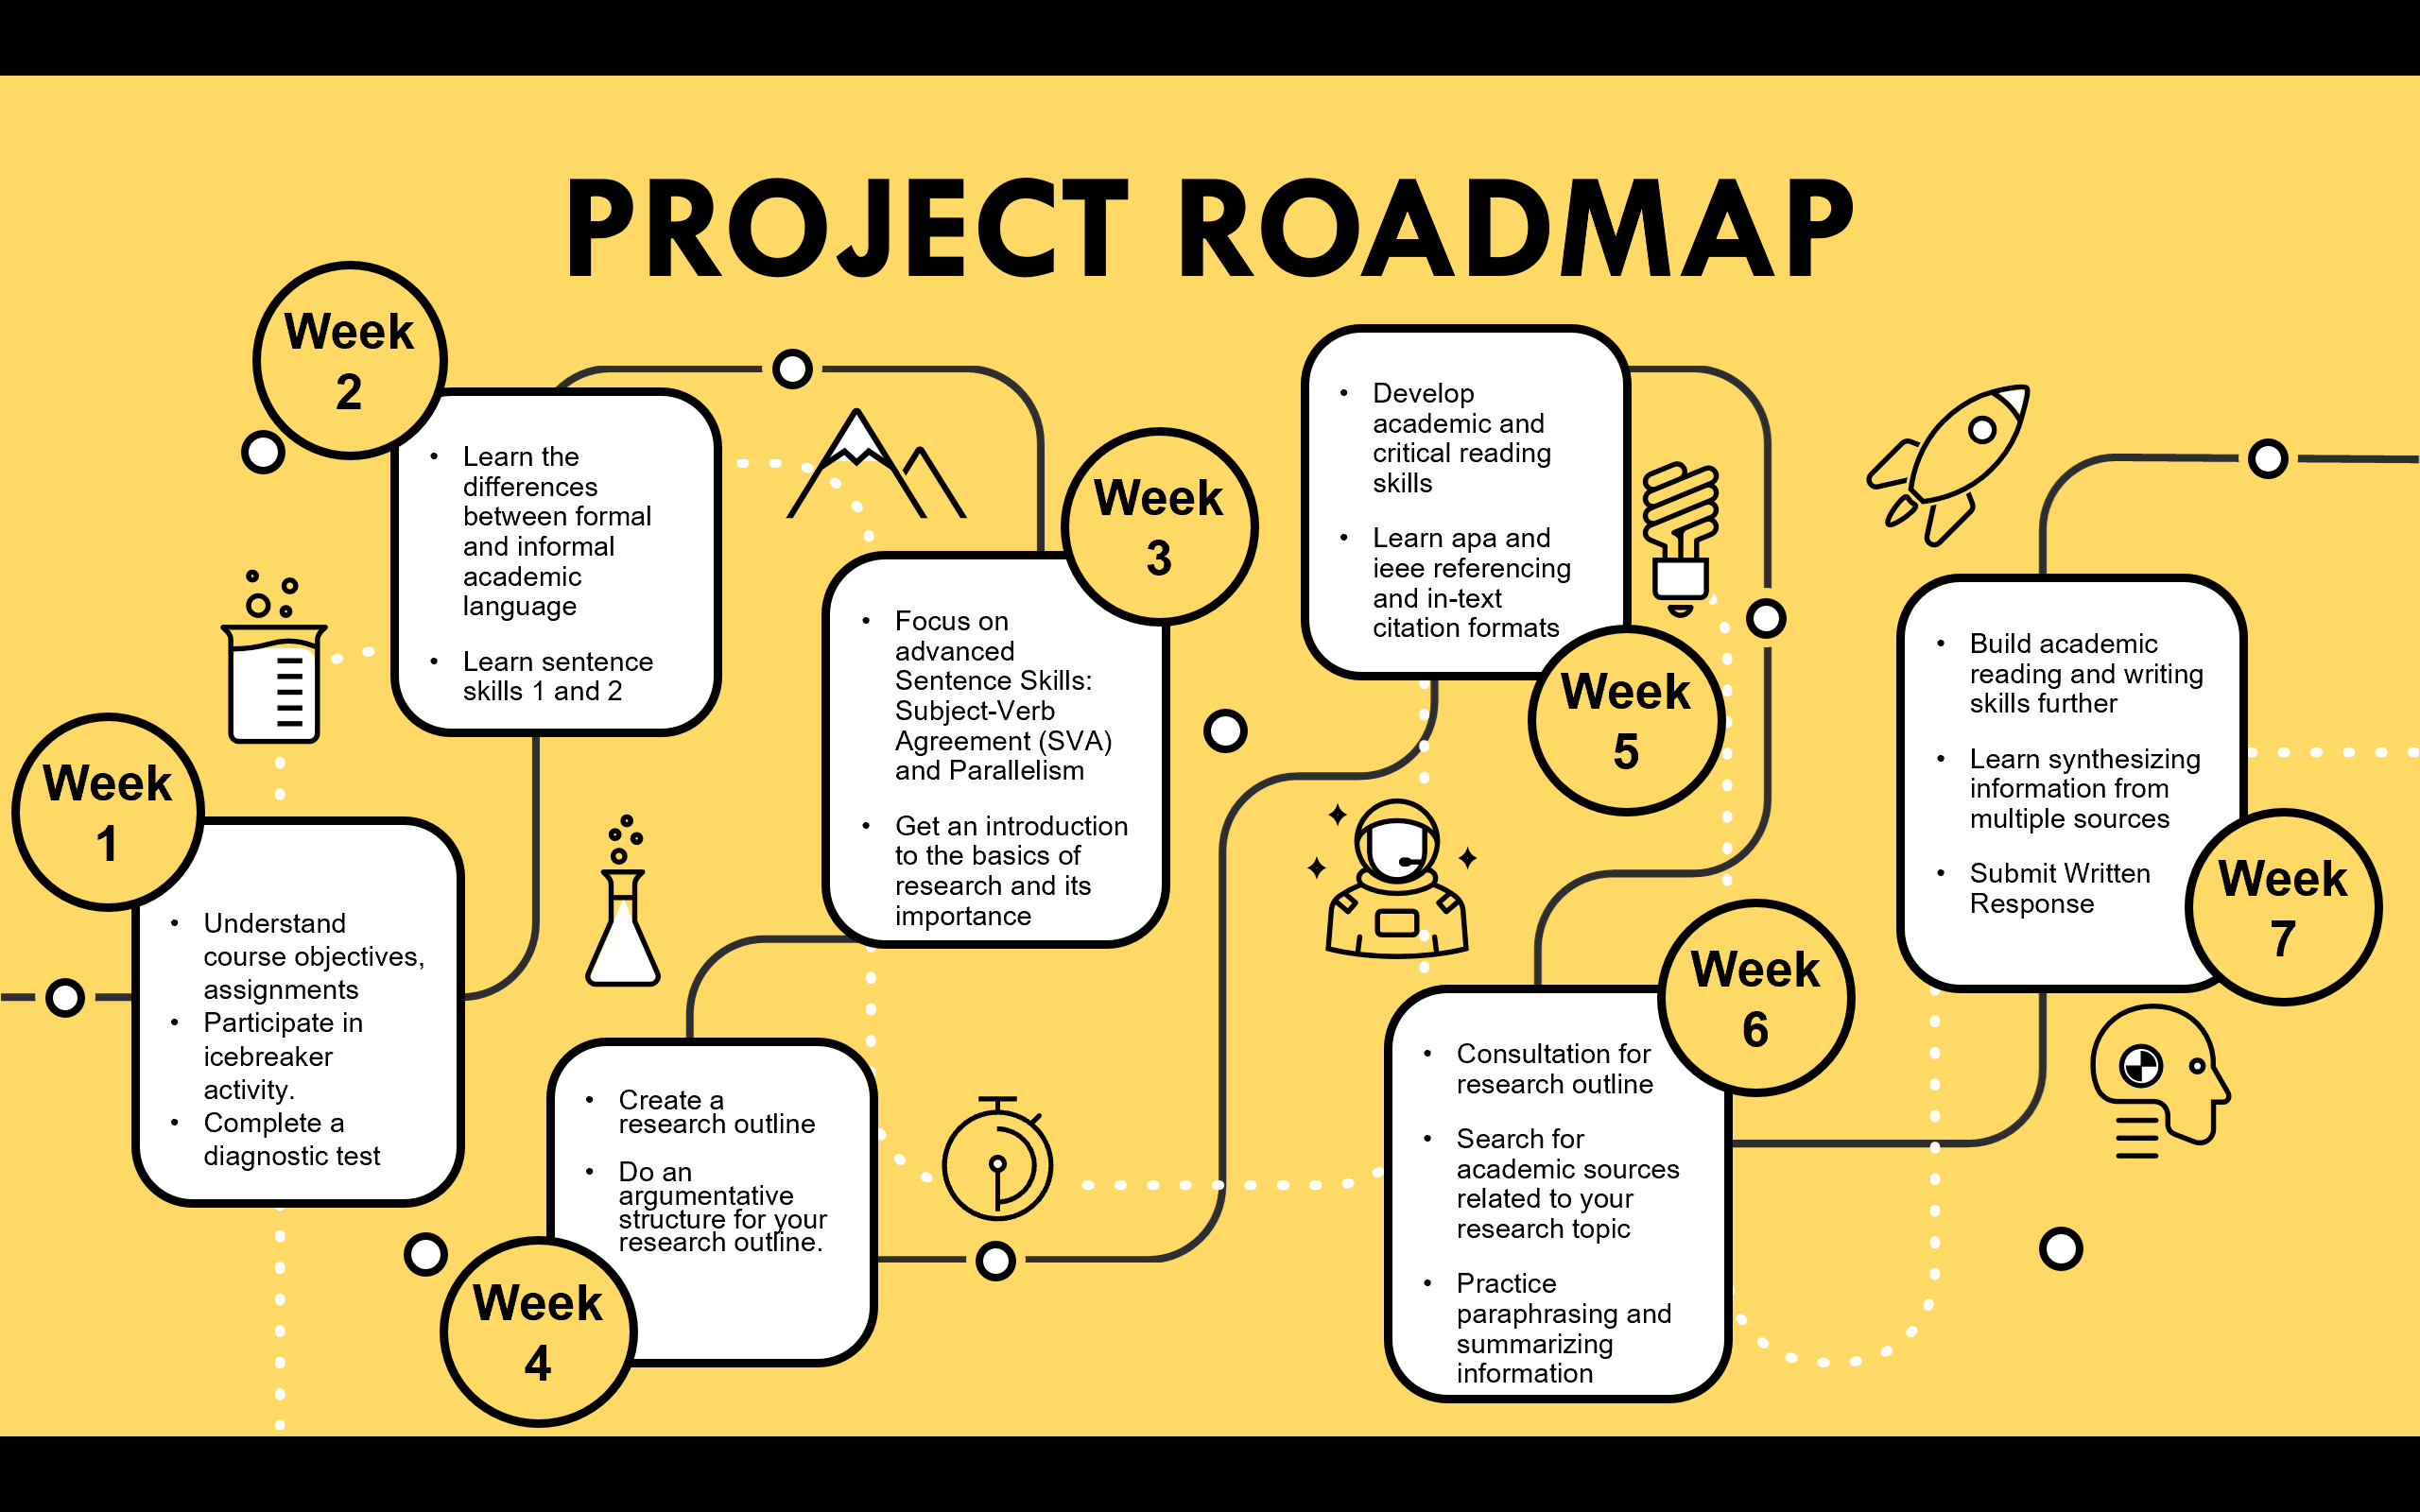 PROJECT ROADMAP
Week
1
• Understand
course objectives,
assignments
• Participate in
icebreaker
activity.
• Complete a
diagnostic test
Week
2
• Learn the
differences
between formal
and informal
academic
language
• Learn sentence
skills 1 and 2
Week
3
• Focus on
advanced
Sentence Skills:
Subject-Verb
Agreement (SVA)
and Parallelism
• Get an introduction
to the basics of
research and its
importance
Week
4
• Create a
research outline
• Do an
argumentative
structure for your
research outline.
Week
5
• Develop
academic and
critical reading
skills
• Learn apa and
ieee referencing
and in-text
citation formats
Week
6
• Consultation for
research outline
• Search for
academic sources
related to your
research topic
• Practice
paraphrasing and
summarizing
information
Week
7
• Build academic
reading and writing
skills further
• Learn synthesizing
information from
multiple sources
• Submit Written
Response